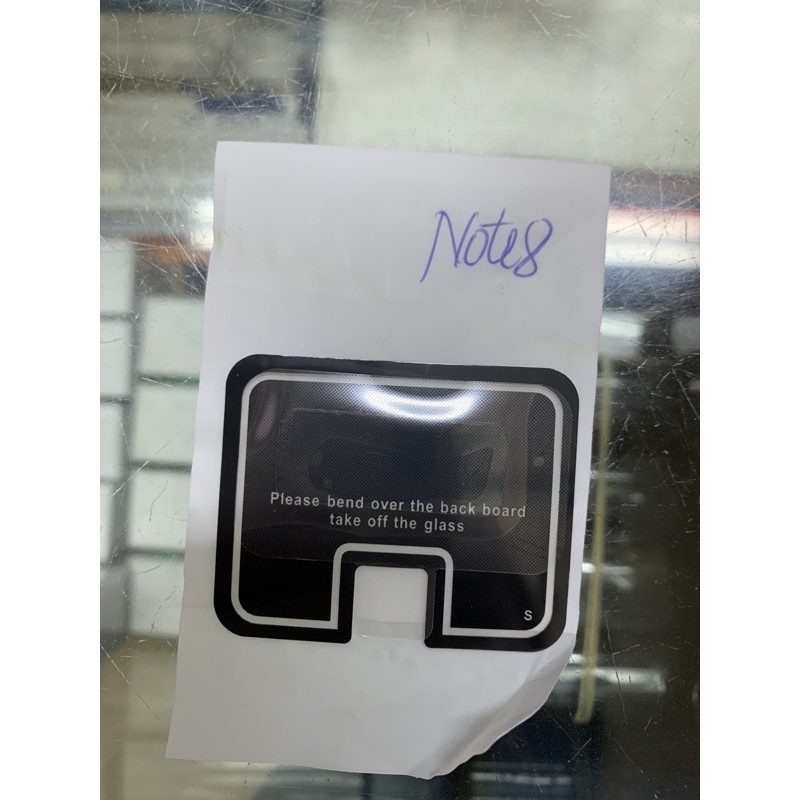 Note8
Please bend over the back board
take off the glass
S